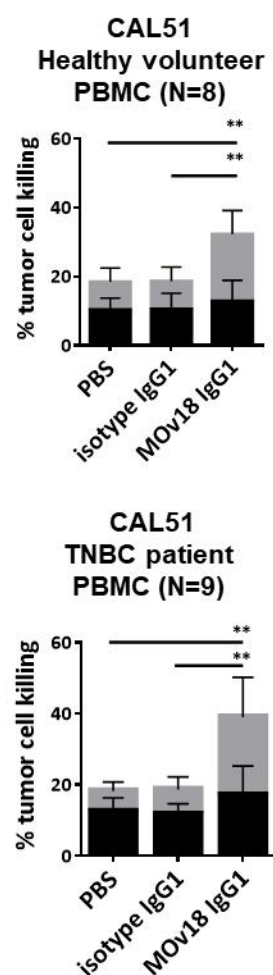 CAL51
Healthy volunteer
PBMC (N=8)
**
**
60
40
20
0
% tumor cell killing
PBS
isotype IgG1
MOv18 IgG1
CAL51
TNBC patient
PBMC (N=9)
**
**
60
40
20
0
% tumor cell killing
PBS
isotype IgG1
MOv18 IgG1